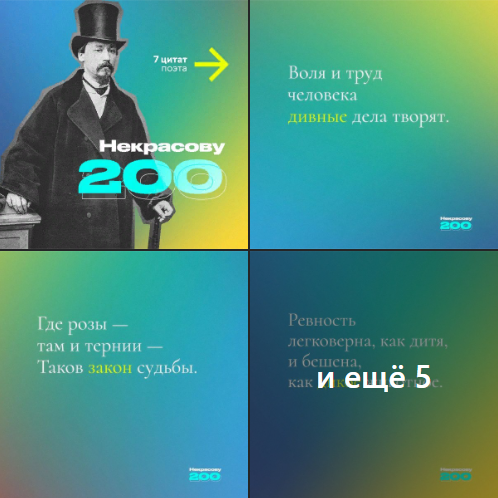 7 цитат
поэта
Некрасову
200
Воля и труд
человека
дивные дела творят.
Некрасову
200
Где розы —
там и тернии —
Таков закон судьбы.
Некрасову
200
Ревность
легковерна, как дитя,
и бешена,
как
и ещё 5
Некрасову
200